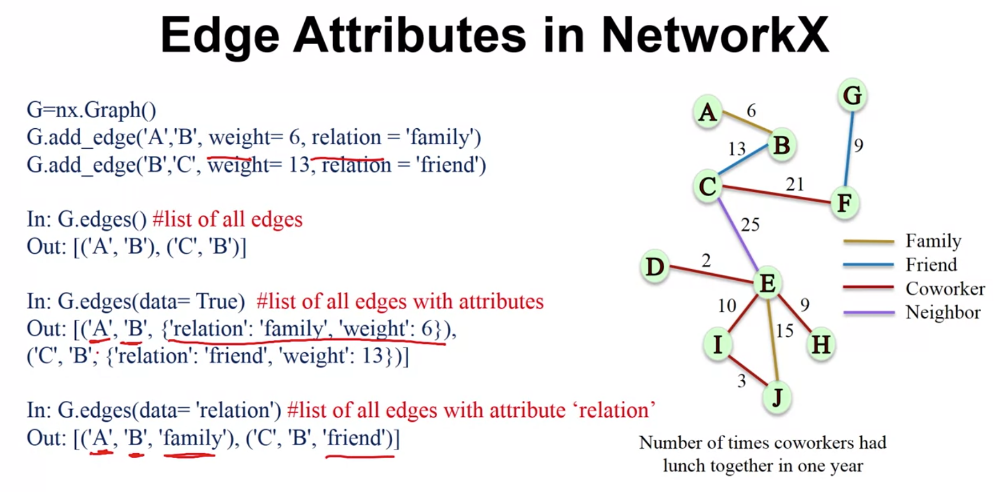 Edge Attributes in NetworkX
G=nx.Graph()
G.add_edge('A','B', weight= 6, relation = 'family')
G.add_edge('B','C', weight= 13, relation = 'friend')
In: G.edges() #list of all edges
Out: [('A', 'B'), ('C', 'B')]
In: G.edges(data= True)  #list of all edges with attributes
Out: [('A', 'B', {'relation': 'family', 'weight': 6}),
('C', 'B', {'relation': 'friend', 'weight': 13})]
In: G.edges(data= 'relation') #list of all edges with attribute ‘relation’
Out: [('A', 'B', 'family'), ('C', 'B', 'friend')]
G
A
6
B
9
13
C
21
F
25
Family
Friend
Coworker
Neighbor
D
2
E
10
9
15
I
H
3
J
Number of times coworkers had
lunch together in one year